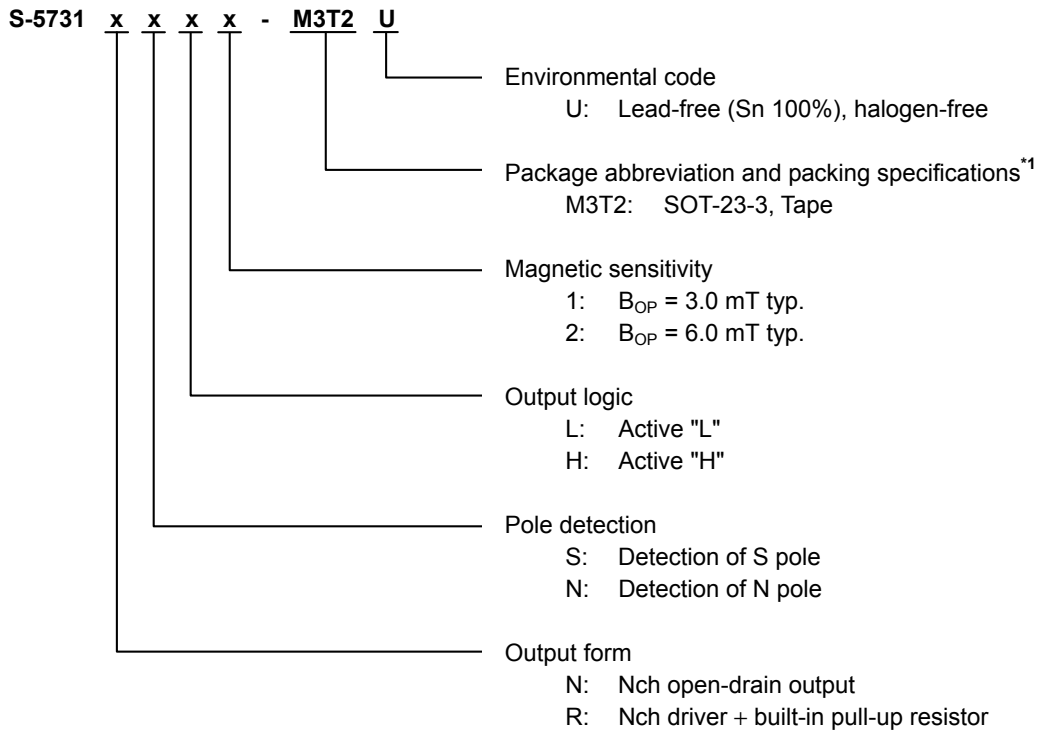 S-5731 x x x x - M3T2 U
Environmental code
U: Lead-free (Sn 100%), halogen-free
Package abbreviation and packing specifications*1
M3T2: SOT-23-3, Tape
Magnetic sensitivity
1: BOP = 3.0 mT typ.
2: BOP = 6.0 mT typ.
Output logic
L: Active "L"
H: Active "H"
Pole detection
S: Detection of S pole
N: Detection of N pole
Output form
N: Nch open-drain output
R: Nch driver + built-in pull-up resistor